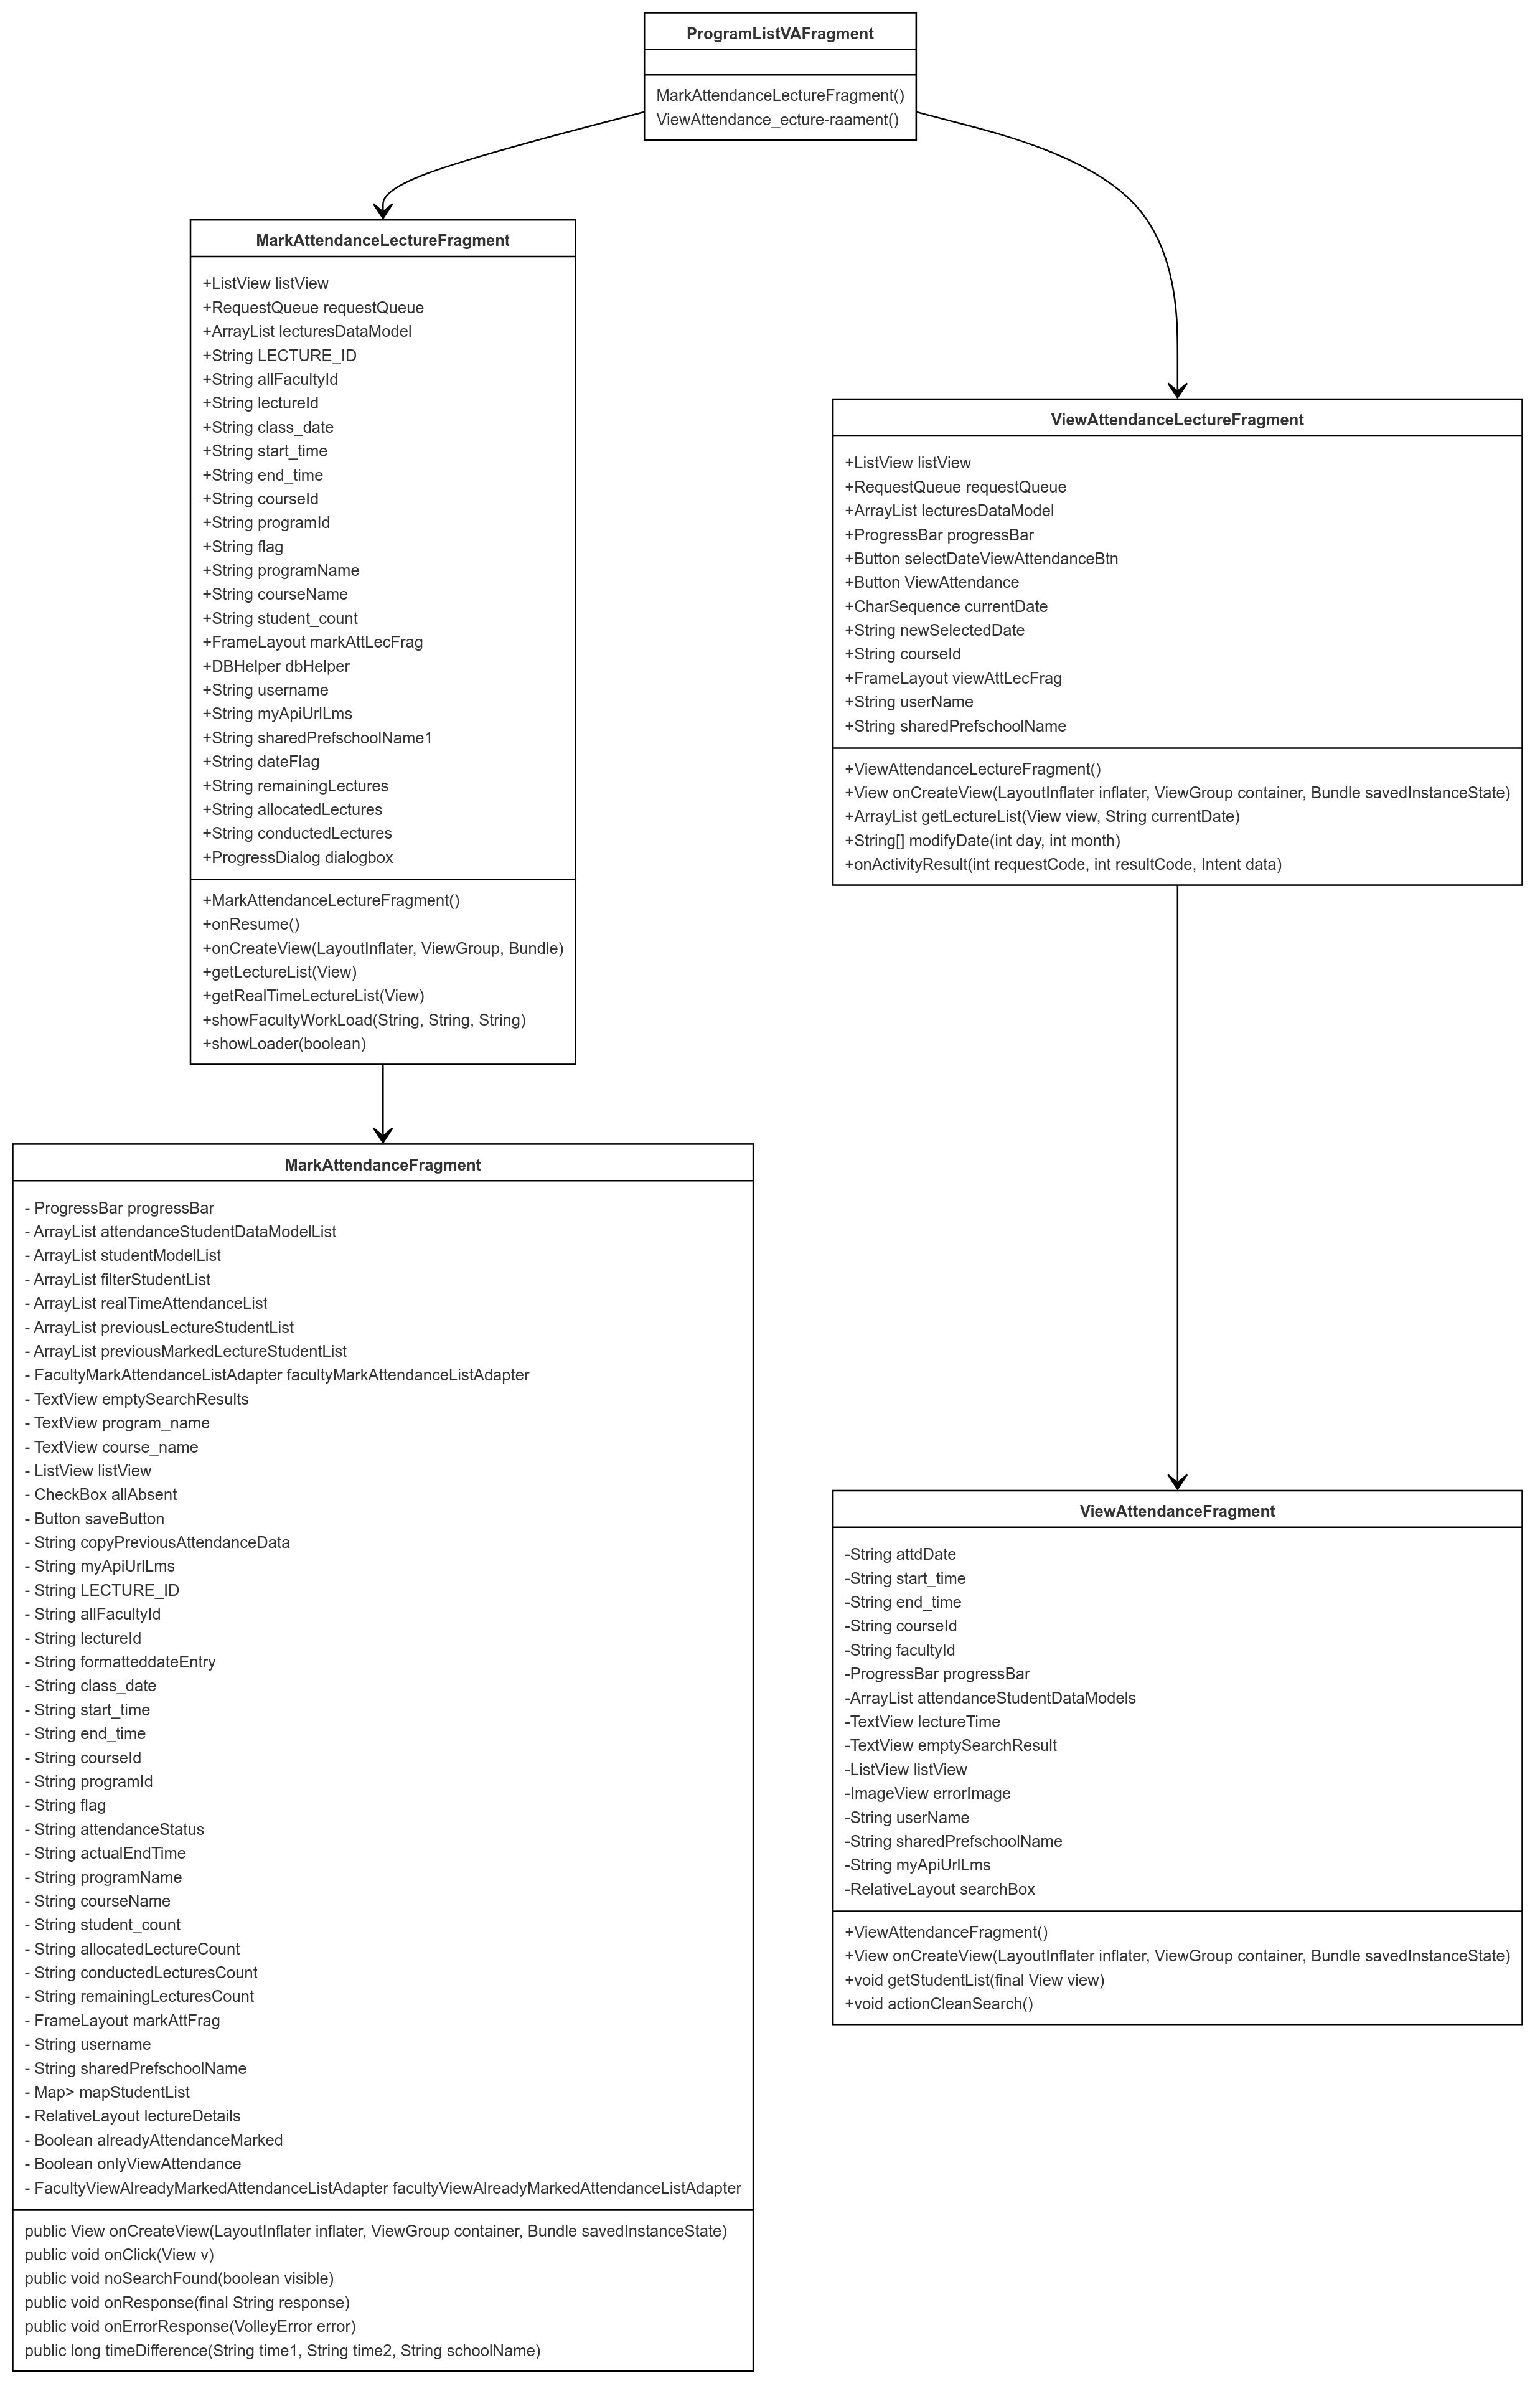 ProgramListVAFragment
MarkAttendanceLectureFragment()
ViewAttendance_ecture-raament()
MarkAttendanceLectureFragment
+ListView listView
+RequestQueue requestQueue
+ArrayList lecturesDataModel
+String LECTURE_ID
+String allFacultyId
+String lectureId
+String class_date
+String start_time
+String end_time
+String courseId
+String programId
+String flag
+String programName
+String courseName
+String student_count
+FrameLayout markAttLecFrag
+DBHelper dbHelper
+String username
+String myApiUrlLms
+String sharedPrefschoolName1
+String dateFlag
+String remainingLectures
+String allocatedLectures
+String conductedLectures
+ProgressDialog dialogbox
+MarkAttendanceLectureFragment()
+onResume()
+onCreateView(LayoutInflater, ViewGroup, Bundle)
+getLectureList(View)
+getRealTimeLectureList(View)
+showFacultyWorkLoad(String, String, String)
+showLoader(boolean)
ViewAttendanceLectureFragment
+ListView listView
+RequestQueue requestQueue
+ArrayList lecturesDataModel
+ProgressBar progressBar
+Button selectDateViewAttendanceBtn
+Button ViewAttendance
+CharSequence currentDate
+String newSelectedDate
+String courseId
+FrameLayout viewAttLecFrag
+String userName
+String sharedPrefschoolName
+ViewAttendanceLectureFragment()
+View onCreateView(LayoutInflater inflater, ViewGroup container, Bundle savedInstanceState)
+ArrayList getLectureList(View view, String currentDate)
+String[] modifyDate(int day, int month)
+onActivityResult(int requestCode, int resultCode, Intent data)
MarkAttendanceFragment
- ProgressBar progressBar
- ArrayList attendanceStudentDataModelList
- ArrayList studentModelList
- ArrayList filterStudentList
- ArrayList realTimeAttendanceList
- ArrayList previousLectureStudentList
- ArrayList previousMarkedLectureStudentList
- FacultyMarkAttendanceListAdapter facultyMarkAttendanceListAdapter
- TextView emptySearchResults
- TextView program_name
- TextView course_name
- ListView listView
- CheckBox allAbsent
- Button saveButton
- String copyPreviousAttendanceData
- String myApiUrlLms
- String LECTURE_ID
- String allFacultyId
- String lectureId
- String formatteddateEntry
- String class_date
- String start_time
- String end_time
- String courseId
- String programId
- String flag
- String attendanceStatus
- String actualEndTime
- String programName
- String courseName
- String student_count
- String allocatedLectureCount
- String conductedLecturesCount
- String remainingLecturesCount
- FrameLayout markAttFrag
- String username
- String sharedPrefschoolName
- Map> mapStudentList
- RelativeLayout lectureDetails
- Boolean alreadyAttendanceMarked
- Boolean onlyViewAttendance
- FacultyViewAlreadyMarkedAttendanceListAdapter facultyViewAlreadyMarkedAttendanceListAdapter
public View onCreateView(LayoutInflater inflater, ViewGroup container, Bundle savedInstanceState)
public void onClick(View v)
public void noSearchFound(boolean visible)
public void onResponse(final String response)
public void onErrorResponse(VolleyError error)
public long timeDifference(String time1, String time2, String schoolName)
ViewAttendanceFragment
-String attdDate
-String start_time
-String end_time
-String courseId
-String facultyId
-ProgressBar progressBar
-ArrayList attendanceStudentDataModels
-TextView lectureTime
-TextView emptySearchResult
-ListView listView
-ImageView errorImage
-String userName
-String sharedPrefschoolName
-String myApiUrlLms
-RelativeLayout searchBox
+ViewAttendanceFragment()
+View onCreateView(LayoutInflater inflater, ViewGroup container, Bundle savedInstanceState)
+void getStudentList(final View view)
+void actionCleanSearch()